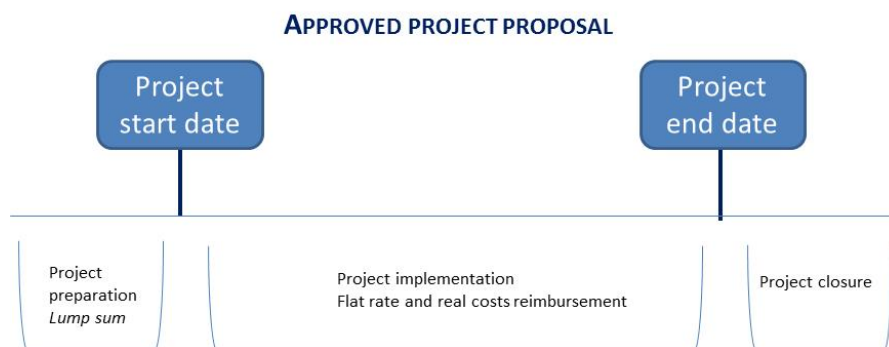 APPROVED PROJECT PROPOSAL
Project
start date
Project
end date
Project
preparation
Lump sum
Project implementation
Flat rate and real costs reimbursement
Project closure